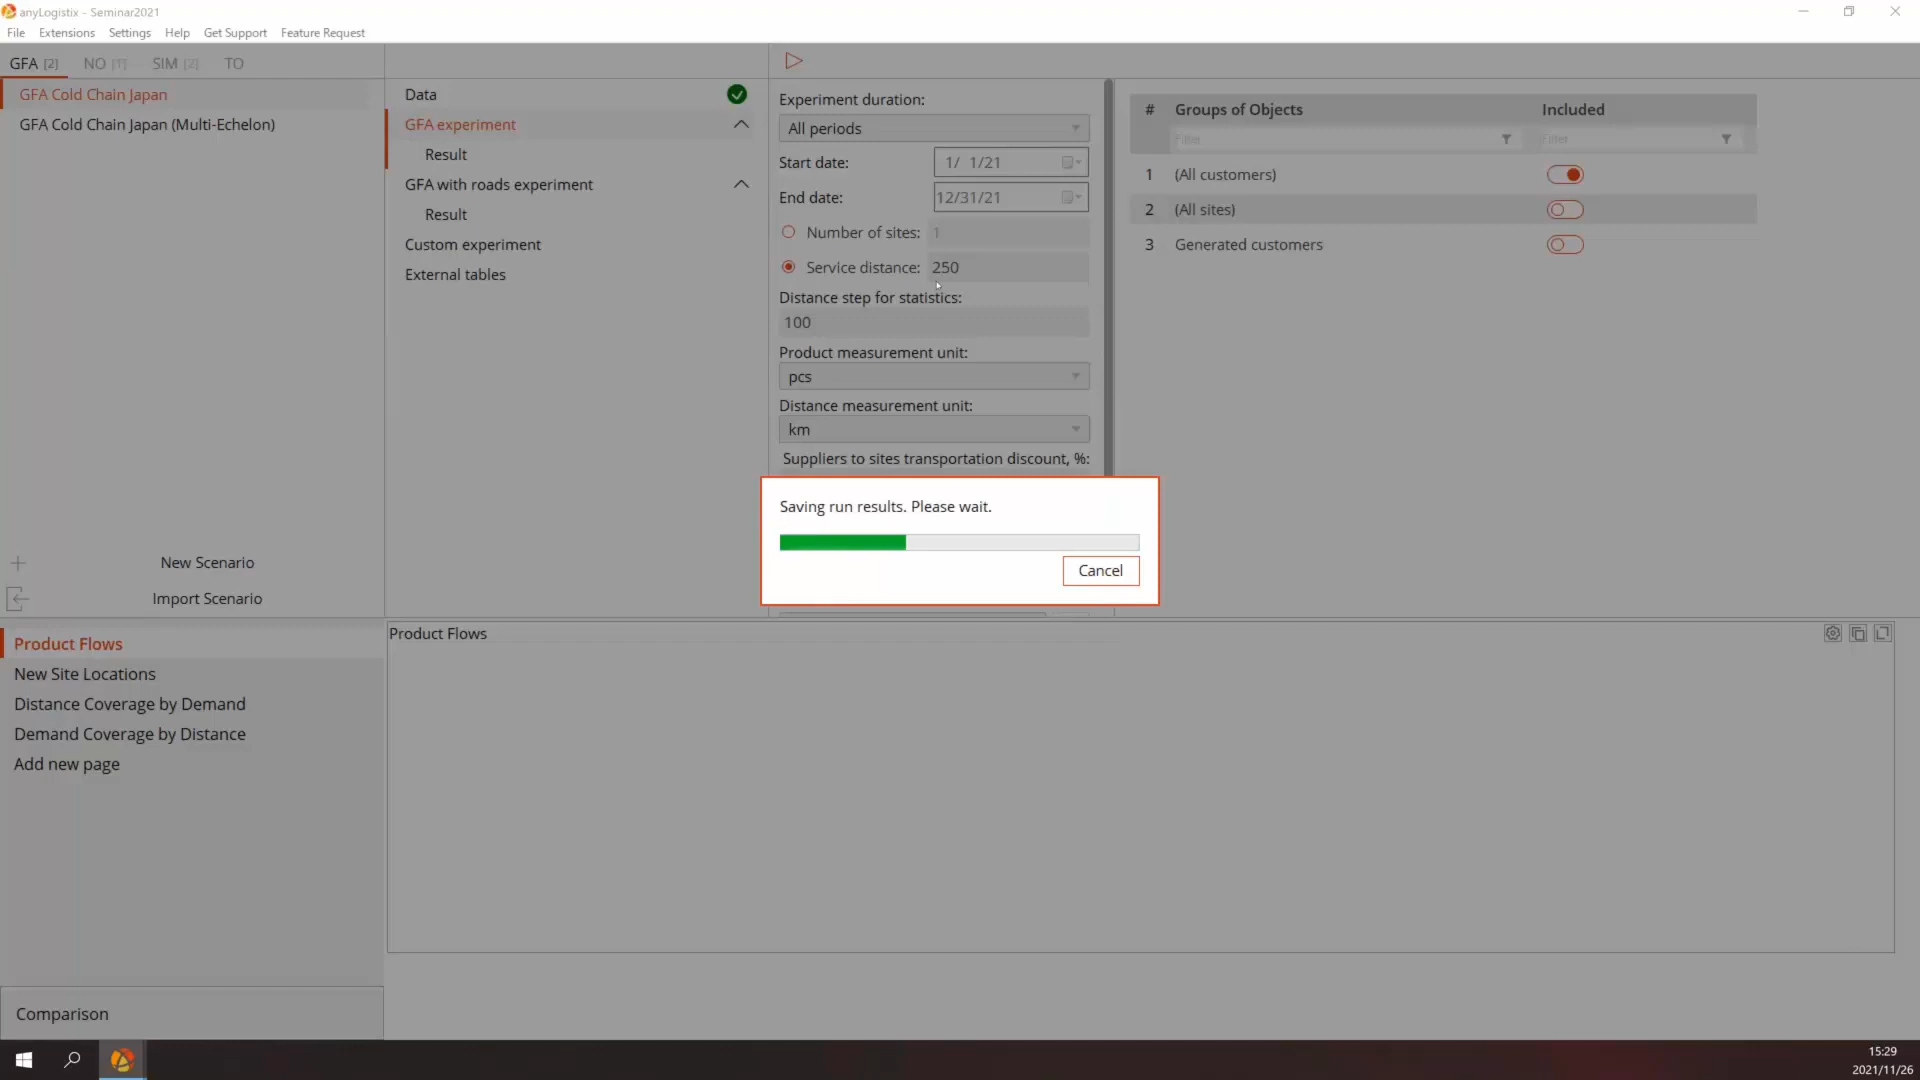 anyLogistix - Seminar2021
File Extensions Settings Help Get Support Feature Request
GFA [2] NO [1] SIM [2] TO
GFA Cold Chain Japan
GFA Cold Chain Japan (Multi-Echelon)
New Scenario
Import Scenario
Data
GFA experiment
Result
GFA with roads experiment
Result
Custom experiment
External tables
Experiment duration:
All periods
Start date: 1/ 1/21
End date: 12/31/21
Number of sites: 1
Service distance: 250
Distance step for statistics:
100
Product measurement unit:
pcs
Distance measurement unit:
km
Suppliers to sites transportation discount, %:
# Groups of Objects Included
Filter Filter
1 (All customers)
2 (All sites)
3 Generated customers
Saving run results. Please wait.
Cancel
Product Flows
New Site Locations
Distance Coverage by Demand
Demand Coverage by Distance
Add new page
Comparison
Product Flows
15:29
2021/11/26